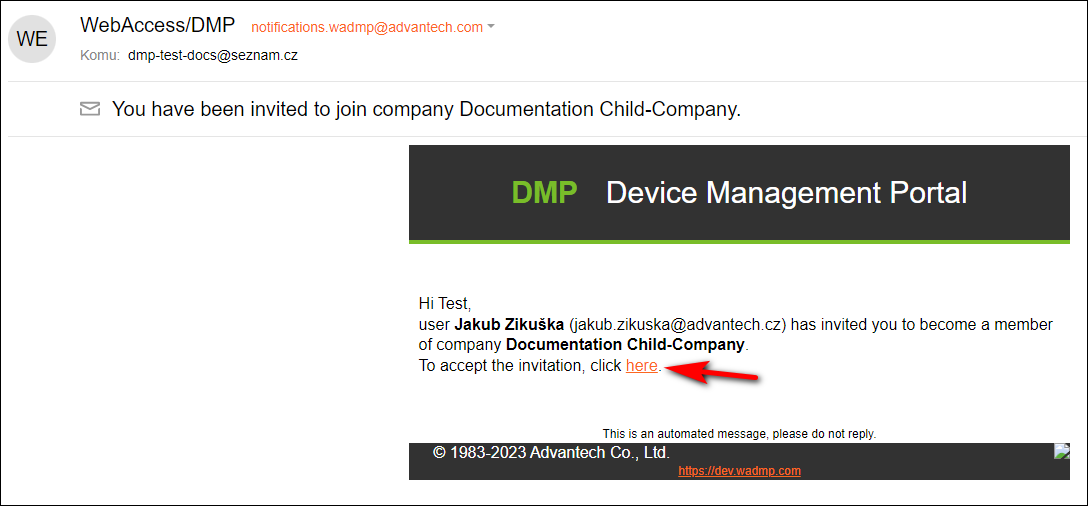 WE
WebAccess/DMP notifications.wadmp@advantech.com
Komu: dmp-test-docs@seznam.cz
You have been invited to join company Documentation Child-Company.
DMP Device Management Portal
Hi Test,
user Jakub Zikuška (jakub.zikuska@advantech.cz) has invited you to become a member
of company Documentation Child-Company.
To accept the invitation, click here.
This is an automated message, please do not reply.
© 1983-2023 Advantech Co., Ltd.
https://dev.wadmp.com